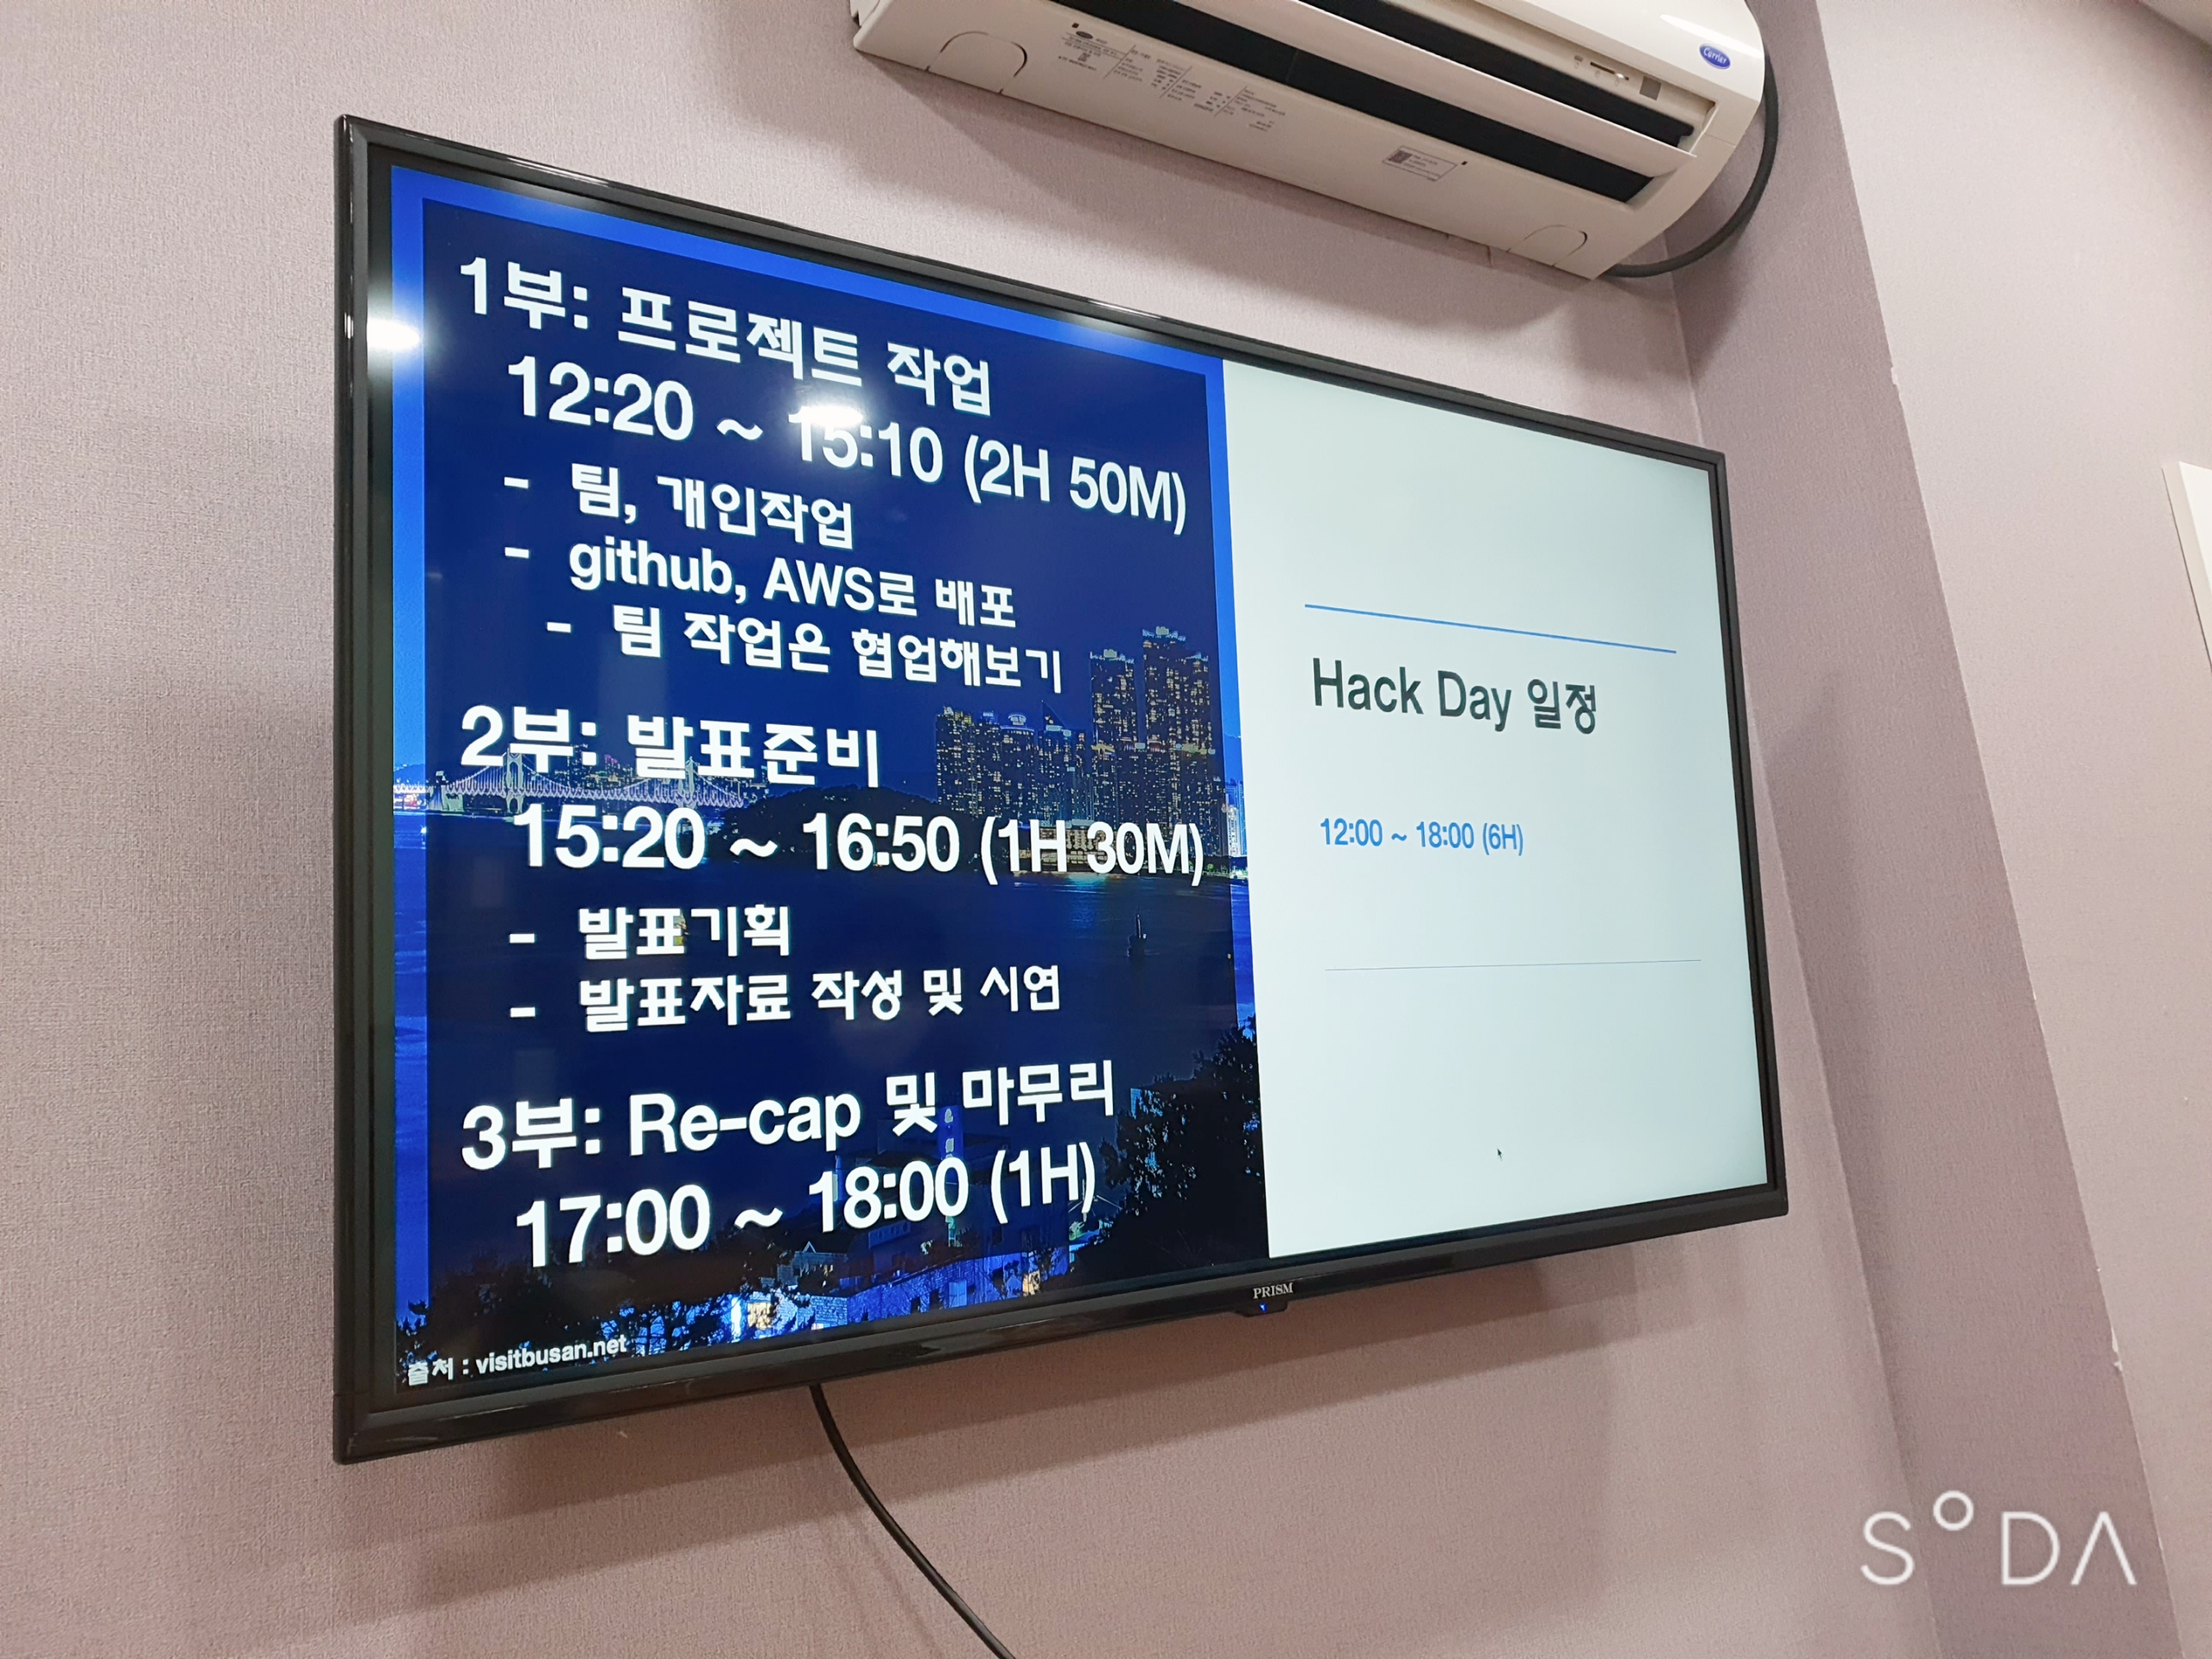 Carrier
1부: 프로젝트 작업
12:20 ~ 15:10 (2H 50M)
- 팀, 개인작업
- github, AWS로 배포
- 팀 작업은 협업해보기
2부: 발표준비
15:20 ~ 16:50 (1H 30M)
- 발표기획
- 발표자료 작성 및 시연
3부: Re-cap 및 마무리
17:00 ~ 18:00 (1H)
출처 : visitbusan.net
Hack Day 일정
12:00 ~ 18:00 (6H)
PRISM
SODA